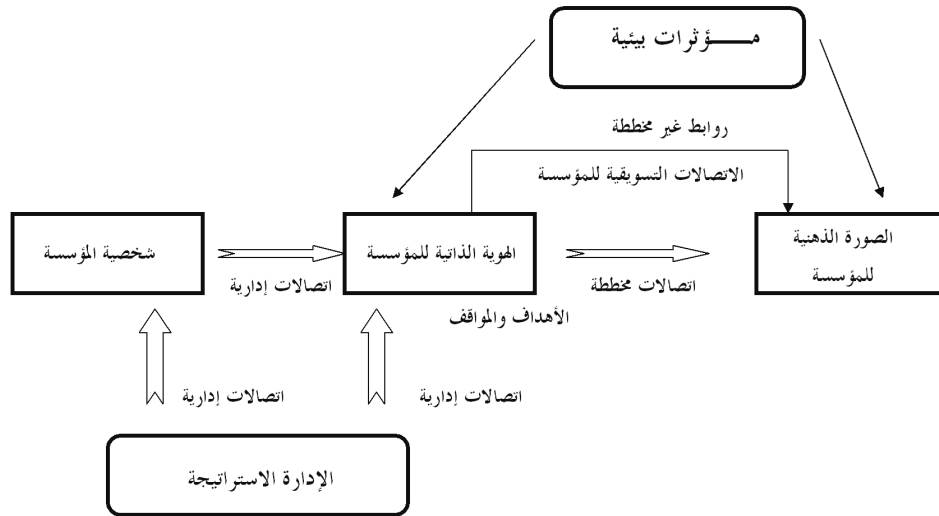 مـــــؤثرات بيئية
روابط غير مخططة
الاتصالات التسويقية للمؤسسة
الصورة الذهنية
للمؤسسة
الهوية الذاتية للمؤسسة
شخصية المؤسسة
اتصالات مخططة
اتصالات إدارية
الأهداف والمواقف
اتصالات إدارية
اتصالات إدارية
الإدارة الاستراتيجة